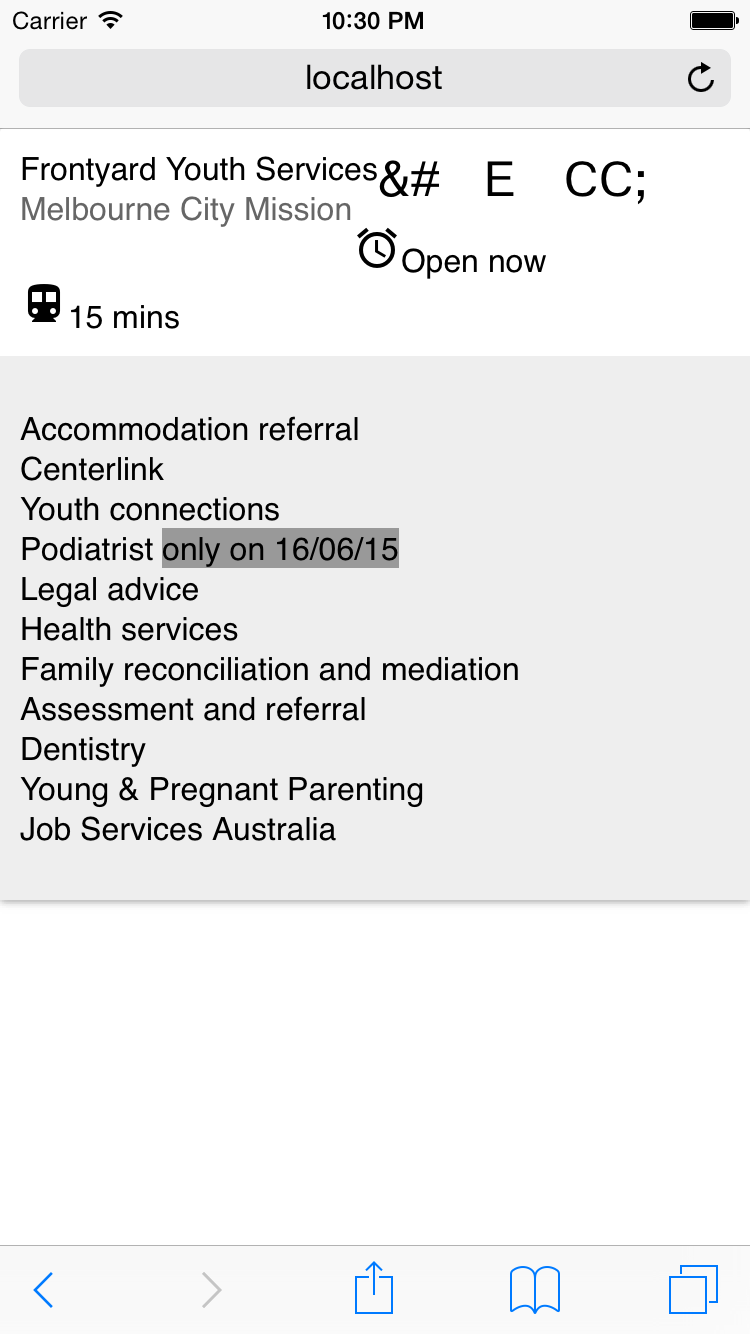 Carrier 10:30 PM
localhost
Frontyard Youth Services &# E CC;
Melbourne City Mission
Open now
15 mins
Accommodation referral
Centerlink
Youth connections
Podiatrist only on 16/06/15
Legal advice
Health services
Family reconciliation and mediation
Assessment and referral
Dentistry
Young & Pregnant Parenting
Job Services Australia